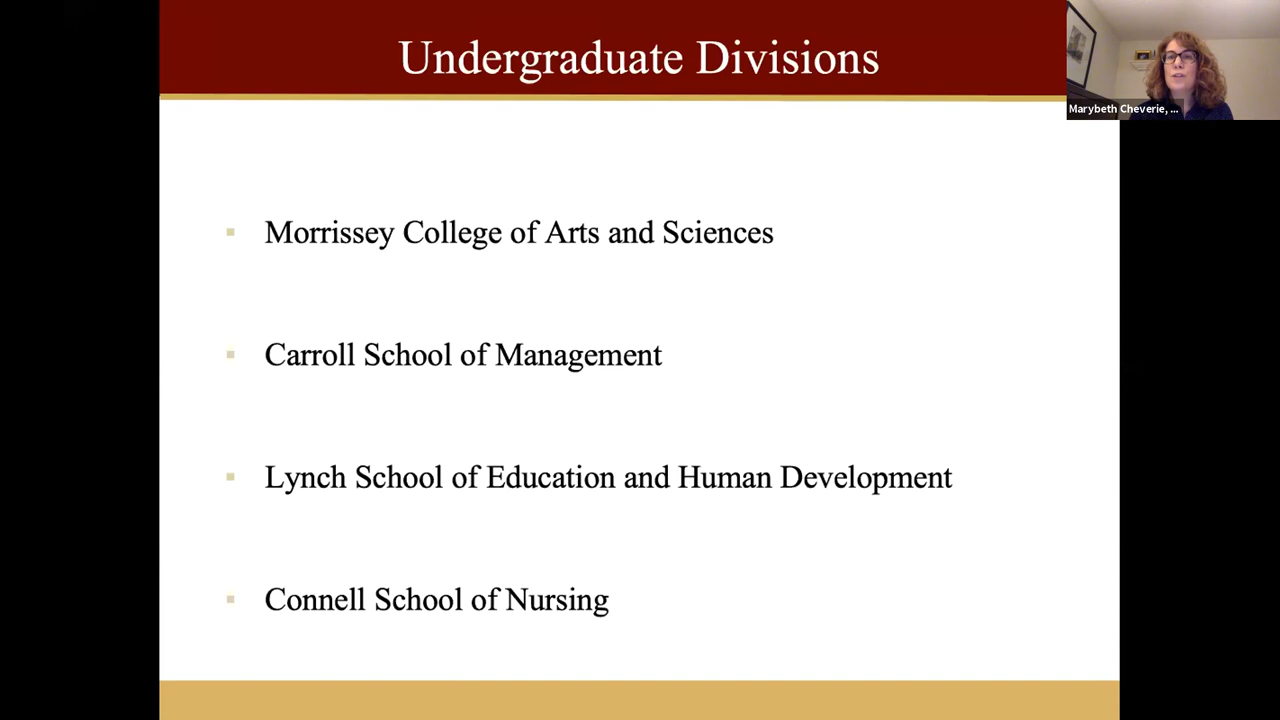 Undergraduate Divisions
Marybeth Cheverie, ...
Morrissey College of Arts and Sciences
Carroll School of Management
Lynch School of Education and Human Development
Connell School of Nursing